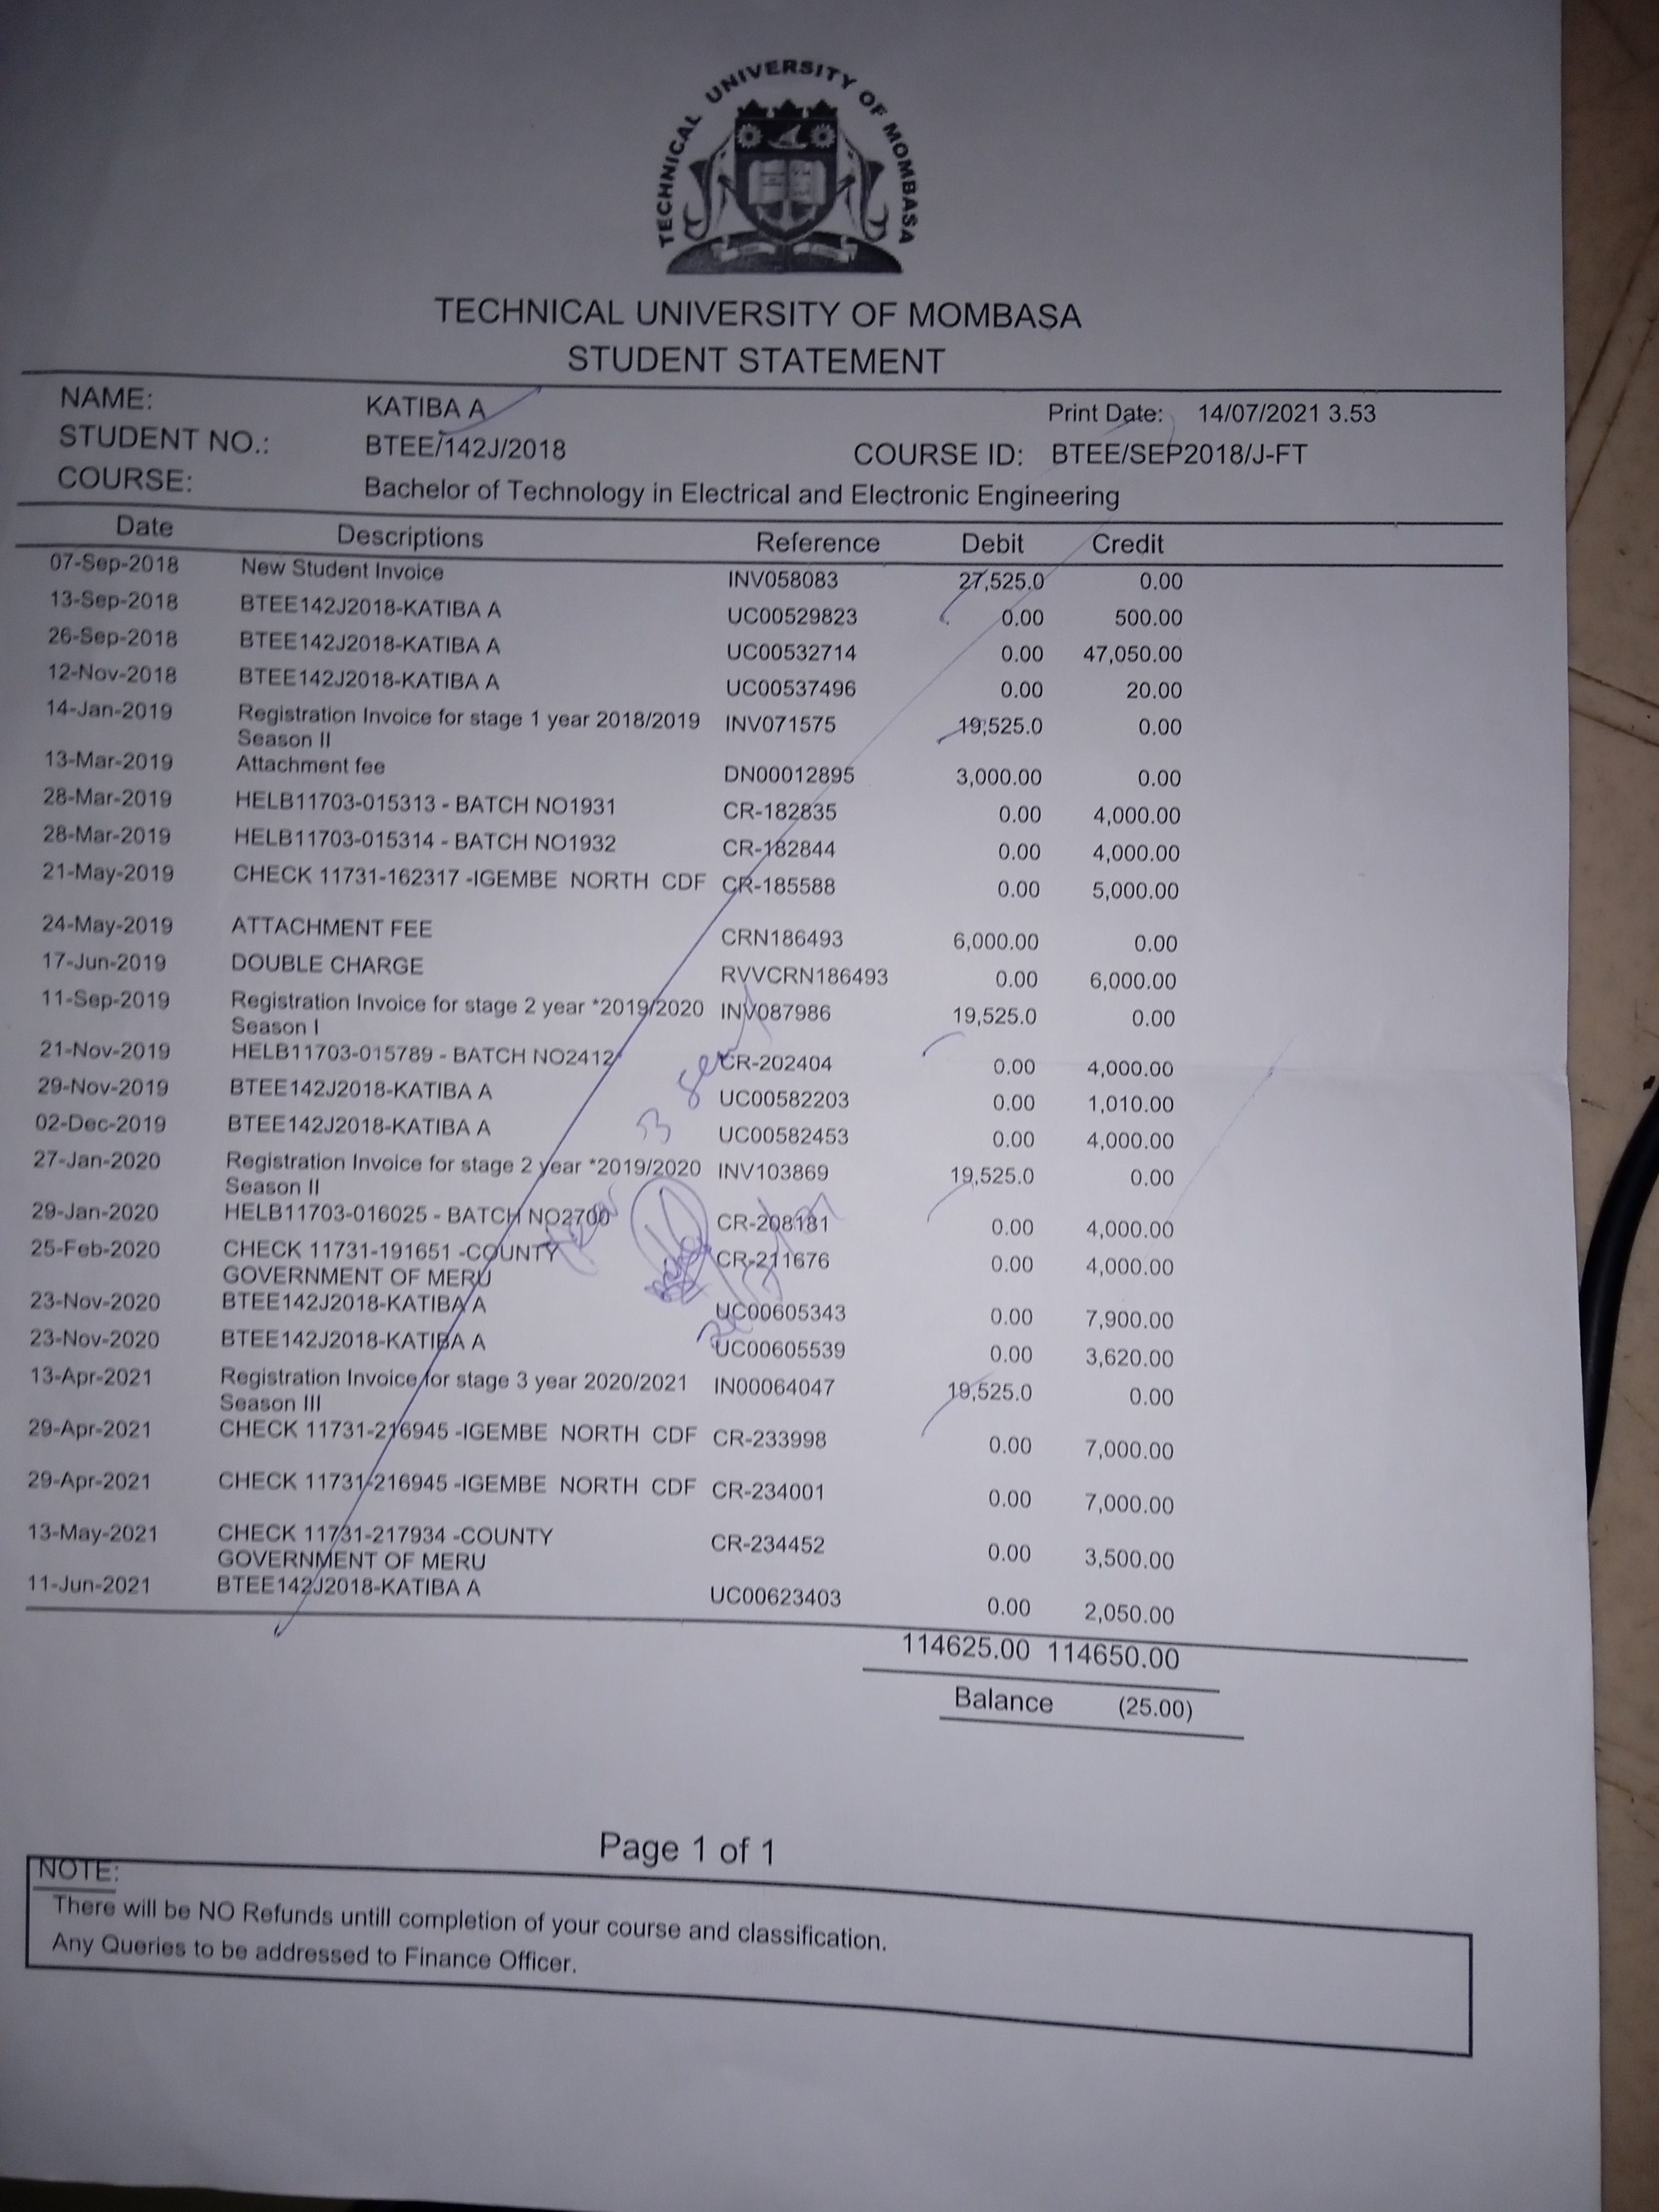 TECHNICAL UNIVERSITY OF MOMBASA
TECHNICAL UNIVERSITY OF MOMBASA
STUDENT STATEMENT
NAME: KATIBA A Print Date: 14/07/2021 3.53
STUDENT NO.: BTEE/142J/2018 COURSE ID: BTEE/SEP2018/J-FT
COURSE: Bachelor of Technology in Electrical and Electronic Engineering
Date Descriptions Reference Debit Credit
07-Sep-2018 New Student Invoice INV058083 27,525.0 0.00
13-Sep-2018 BTEE142J2018-KATIBA A UC00529823 0.00 500.00
26-Sep-2018 BTEE142J2018-KATIBA A UC00532714 0.00 47,050.00
12-Nov-2018 BTEE142J2018-KATIBA A UC00537496 0.00 20.00
14-Jan-2019 Registration Invoice for stage 1 year 2018/2019 INV071575 19,525.0 0.00
Season II
13-Mar-2019 Attachment fee DN00012895 3,000.00 0.00
28-Mar-2019 HELB11703-015313 - BATCH NO1931 CR-182835 0.00 4,000.00
28-Mar-2019 HELB11703-015314 - BATCH NO1932 CR-182844 0.00 4,000.00
21-May-2019 CHECK 11731-162317 -IGEMBE NORTH CDF CR-185588 0.00 5,000.00
24-May-2019 ATTACHMENT FEE CRN186493 6,000.00 0.00
17-Jun-2019 DOUBLE CHARGE RVVCRN186493 0.00 6,000.00
11-Sep-2019 Registration Invoice for stage 2 year *2019/2020 INV087986 19,525.0 0.00
Season I
21-Nov-2019 HELB11703-015789 - BATCH NO2412 CR-202404 0.00 4,000.00
29-Nov-2019 BTEE142J2018-KATIBA A UC00582203 0.00 1,010.00
02-Dec-2019 BTEE142J2018-KATIBA A UC00582453 0.00 4,000.00
27-Jan-2020 Registration Invoice for stage 2 year *2019/2020 INV103869 19,525.0 0.00
Season II
29-Jan-2020 HELB11703-016025 - BATCH NO2700 CR-208181 0.00 4,000.00
25-Feb-2020 CHECK 11731-191651 -COUNTY CR-211676 0.00 4,000.00
GOVERNMENT OF MERU
23-Nov-2020 BTEE142J2018-KATIBA A UC00605343 0.00 7,900.00
23-Nov-2020 BTEE142J2018-KATIBA A UC00605539 0.00 3,620.00
13-Apr-2021 Registration Invoice for stage 3 year 2020/2021 IN00064047 19,525.0 0.00
Season III
29-Apr-2021 CHECK 11731-216945 -IGEMBE NORTH CDF CR-233998 0.00 7,000.00
29-Apr-2021 CHECK 11731-216945 -IGEMBE NORTH CDF CR-234001 0.00 7,000.00
13-May-2021 CHECK 11731-217934 -COUNTY CR-234452 0.00 3,500.00
GOVERNMENT OF MERU
11-Jun-2021 BTEE142J2018-KATIBA A UC00623403 0.00 2,050.00
114625.00 114650.00
Balance (25.00)
Page 1 of 1
NOTE:
There will be NO Refunds untill completion of your course and classification.
Any Queries to be addressed to Finance Officer.